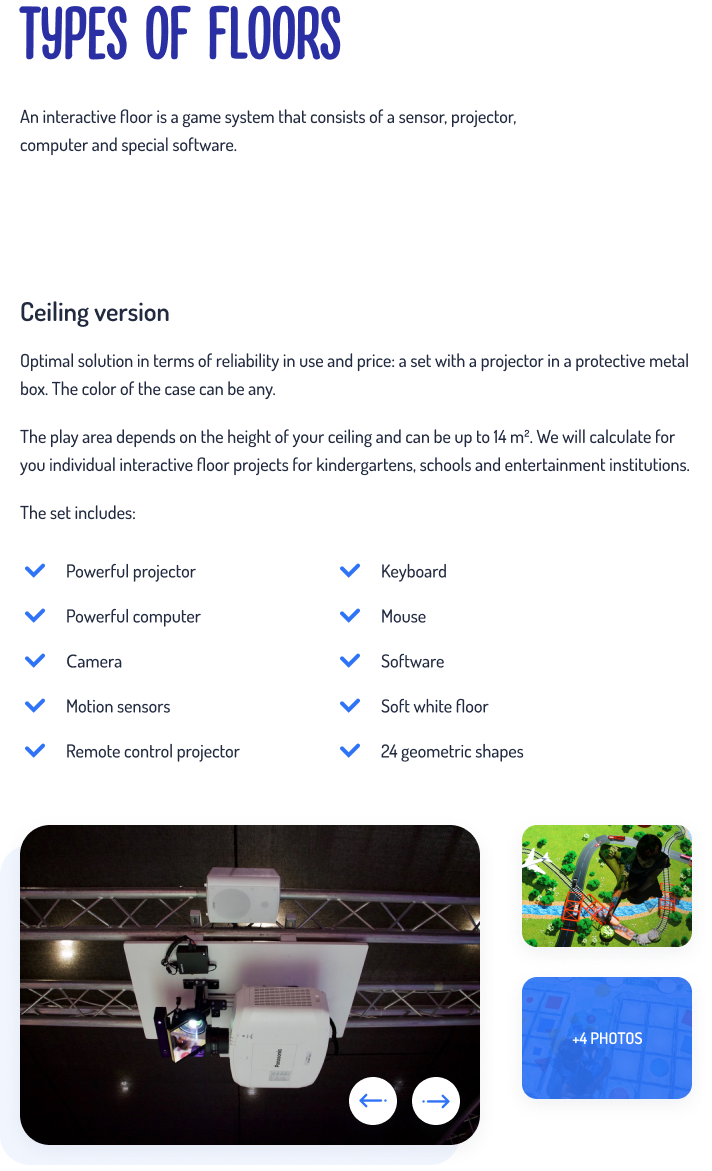 TYPES OF FLOORS
An interactive floor is a game system that consists of a sensor, projector,
computer and special software.
Ceiling version
Optimal solution in terms of reliability in use and price: a set with a projector in a protective metal
box. The color of the case can be any.
The play area depends on the height of your ceiling and can be up to 14 m². We will calculate for
you individual interactive floor projects for kindergartens, schools and entertainment institutions.
The set includes:
Powerful projector
Powerful computer
Camera
Motion sensors
Remote control projector
Keyboard
Mouse
Software
Soft white floor
24 geometric shapes
Panasonic
+4 PHOTOS